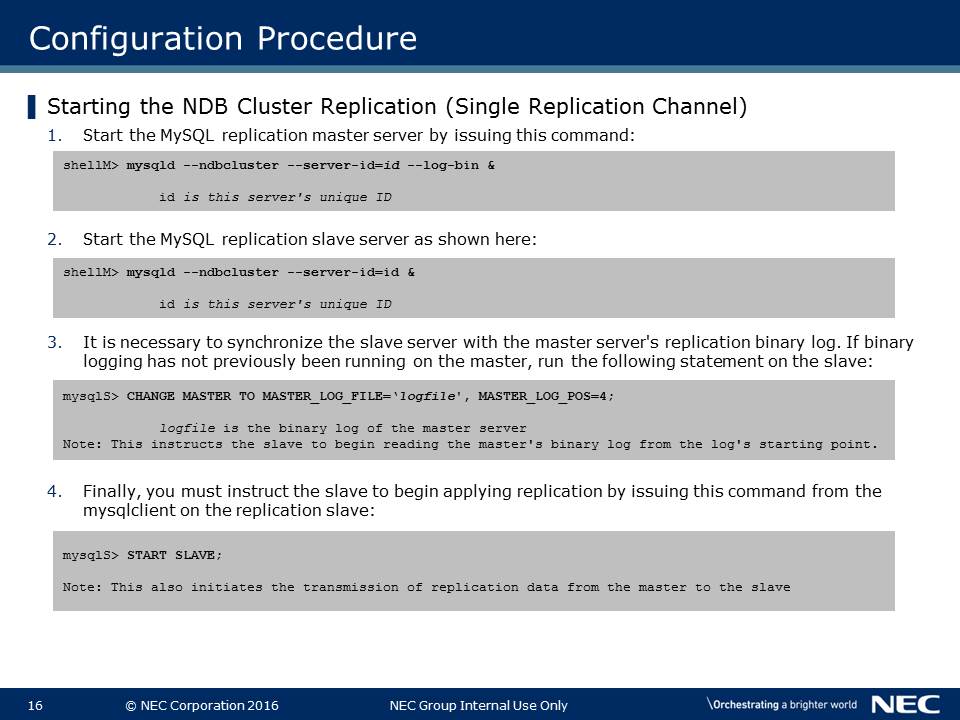 Configuration Procedure
Starting the NDB Cluster Replication (Single Replication Channel)
1. Start the MySQL replication master server by issuing this command:
shellM> mysqld --ndbcluster --server-id=id --log-bin &
id is this server's unique ID
2. Start the MySQL replication slave server as shown here:
shellM> mysqld --ndbcluster --server-id=id &
id is this server's unique ID
3. It is necessary to synchronize the slave server with the master server's replication binary log. If binary
logging has not previously been running on the master, run the following statement on the slave:
mysqlS> CHANGE MASTER TO MASTER_LOG_FILE=‘logfile', MASTER_LOG_POS=4;
logfile is the binary log of the master server
Note: This instructs the slave to begin reading the master's binary log from the log's starting point.
4. Finally, you must instruct the slave to begin applying replication by issuing this command from the
mysqlclient on the replication slave:
mysqlS> START SLAVE;
Note: This also initiates the transmission of replication data from the master to the slave
16 © NEC Corporation 2016 NEC Group Internal Use Only \Orchestrating a brighter world NEC